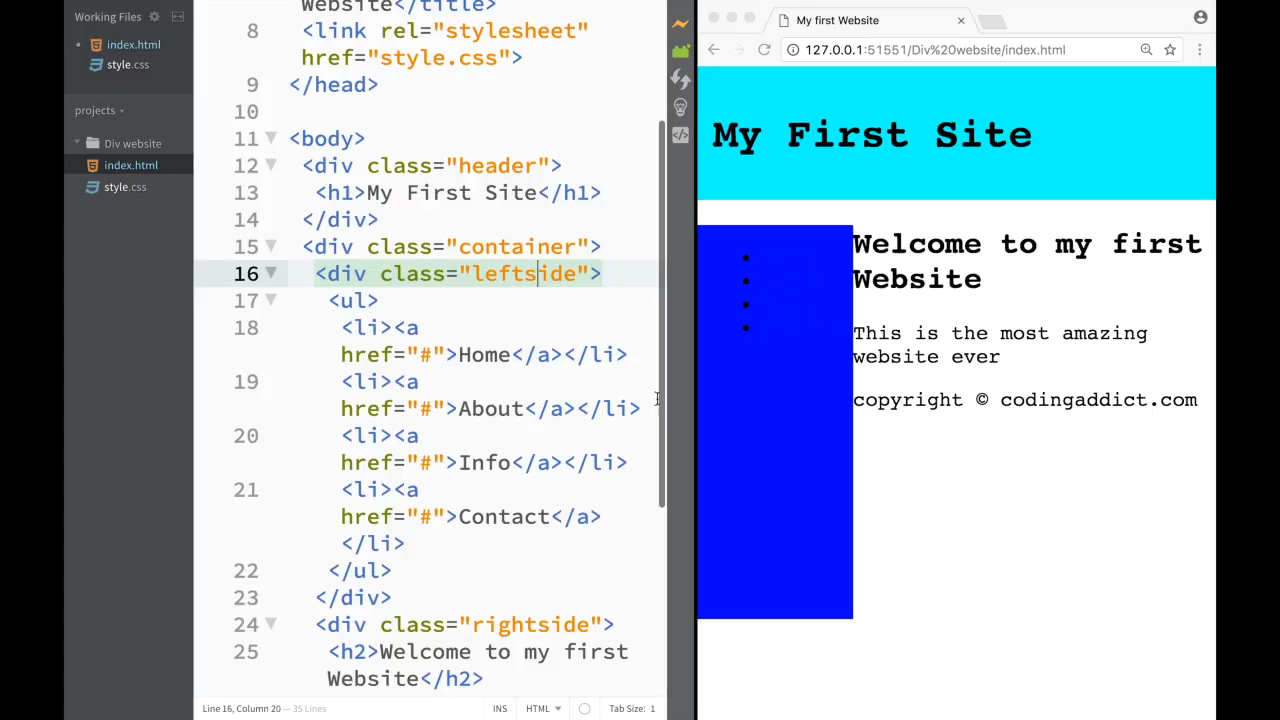 Working Files
index.html
style.css
projects
Div website
index.html
style.css
Website</title>
8 <link rel="stylesheet"
href="style.css">
9 </head>
10
11 <body>
12 <div class="header">
13 <h1>My First Site</h1>
14 </div>
15 <div class="container">
16 <div class="leftside">
17 <ul>
18 <li><a
href="#">Home</a></li>
19 <li><a
href="#">About</a></li>
20 <li><a
href="#">Info</a></li>
21 <li><a
href="#">Contact</a>
</li>
22 </ul>
23 </div>
24 <div class="rightside">
25 <h2>Welcome to my first
Website</h2>
Line 16, Column 20 — 35 Lines
INS
HTML
Tab Size: 1
My first Website
127.0.0.1:51551/Div%20website/index.html
My First Site
Welcome to my first
Website
This is the most amazing
website ever
copyright © codingaddict.com